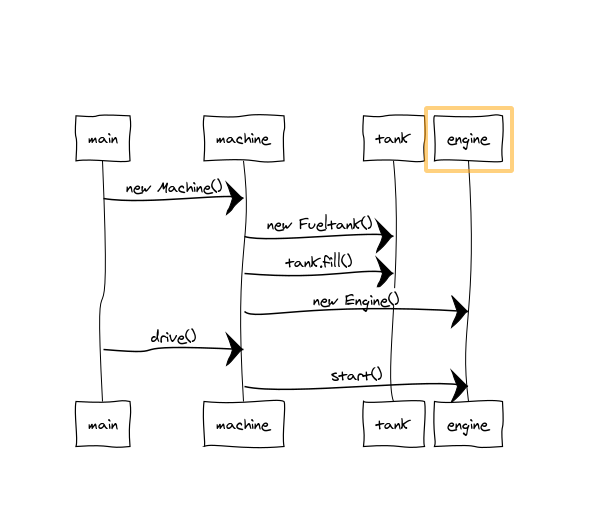 main
machine
tank
engine
new Machine()
new Fueltank()
tank.fill()
new Engine()
drive()
start()
main
machine
tank
engine